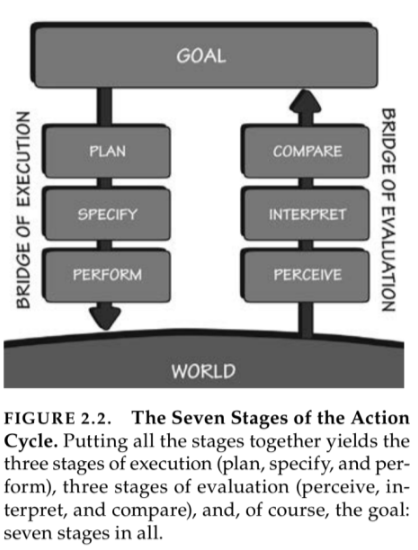 GOAL
BRIDGE OF EXECUTION
PLAN
SPECIFY
PERFORM
COMPARE
INTERPRET
PERCEIVE
BRIDGE OF EVALUATION
WORLD
FIGURE 2.2. The Seven Stages of the Action
Cycle. Putting all the stages together yields the
three stages of execution (plan, specify, and per-
form), three stages of evaluation (perceive, in-
terpret, and compare), and, of course, the goal:
seven stages in all.